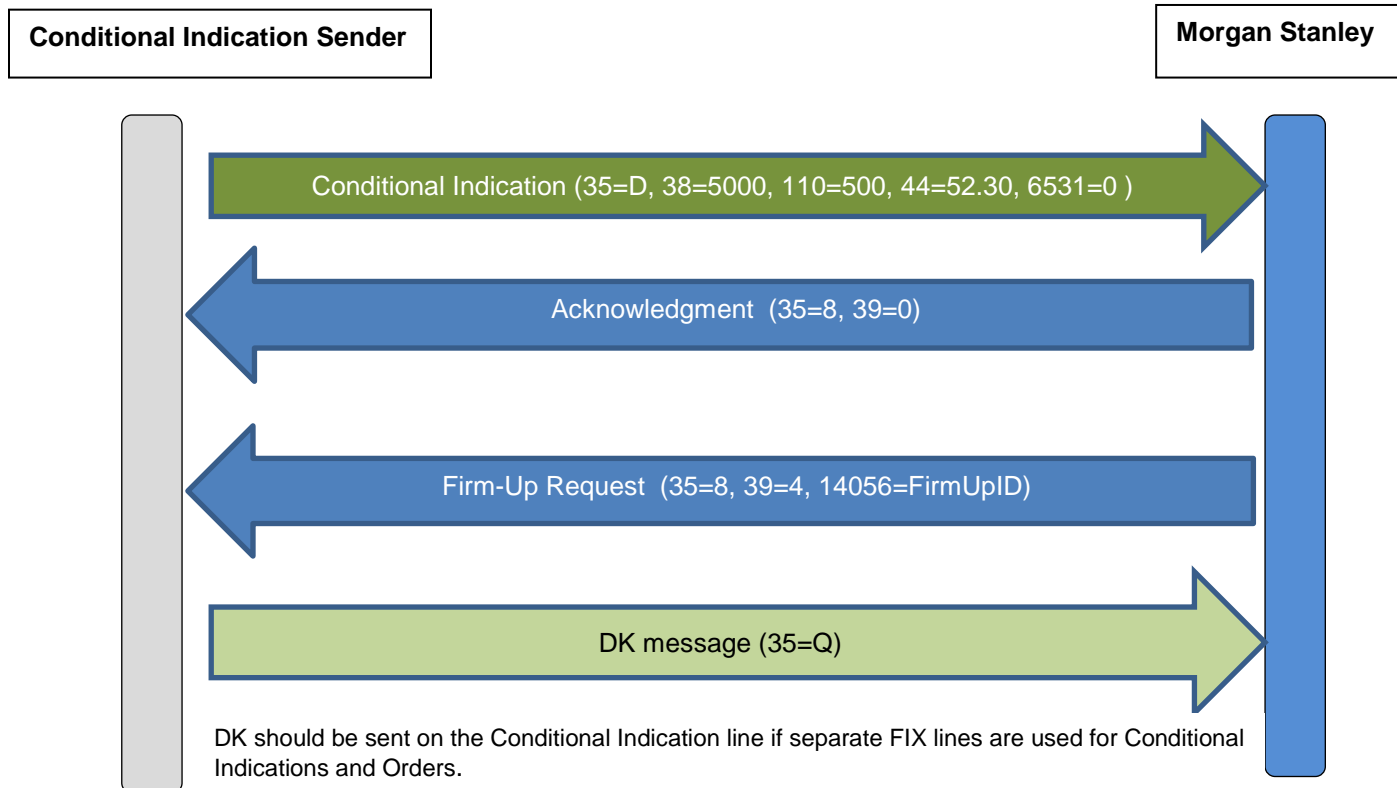 Conditional Indication Sender
Morgan Stanley
Conditional Indication (35=D, 38=5000, 110=500, 44=52.30, 6531=0 )
Acknowledgment (35=8, 39=0)
Firm-Up Request (35=8, 39=4, 14056=FirmUpID)
DK message (35=Q)
DK should be sent on the Conditional Indication line if separate FIX lines are used for Conditional
Indications and Orders.